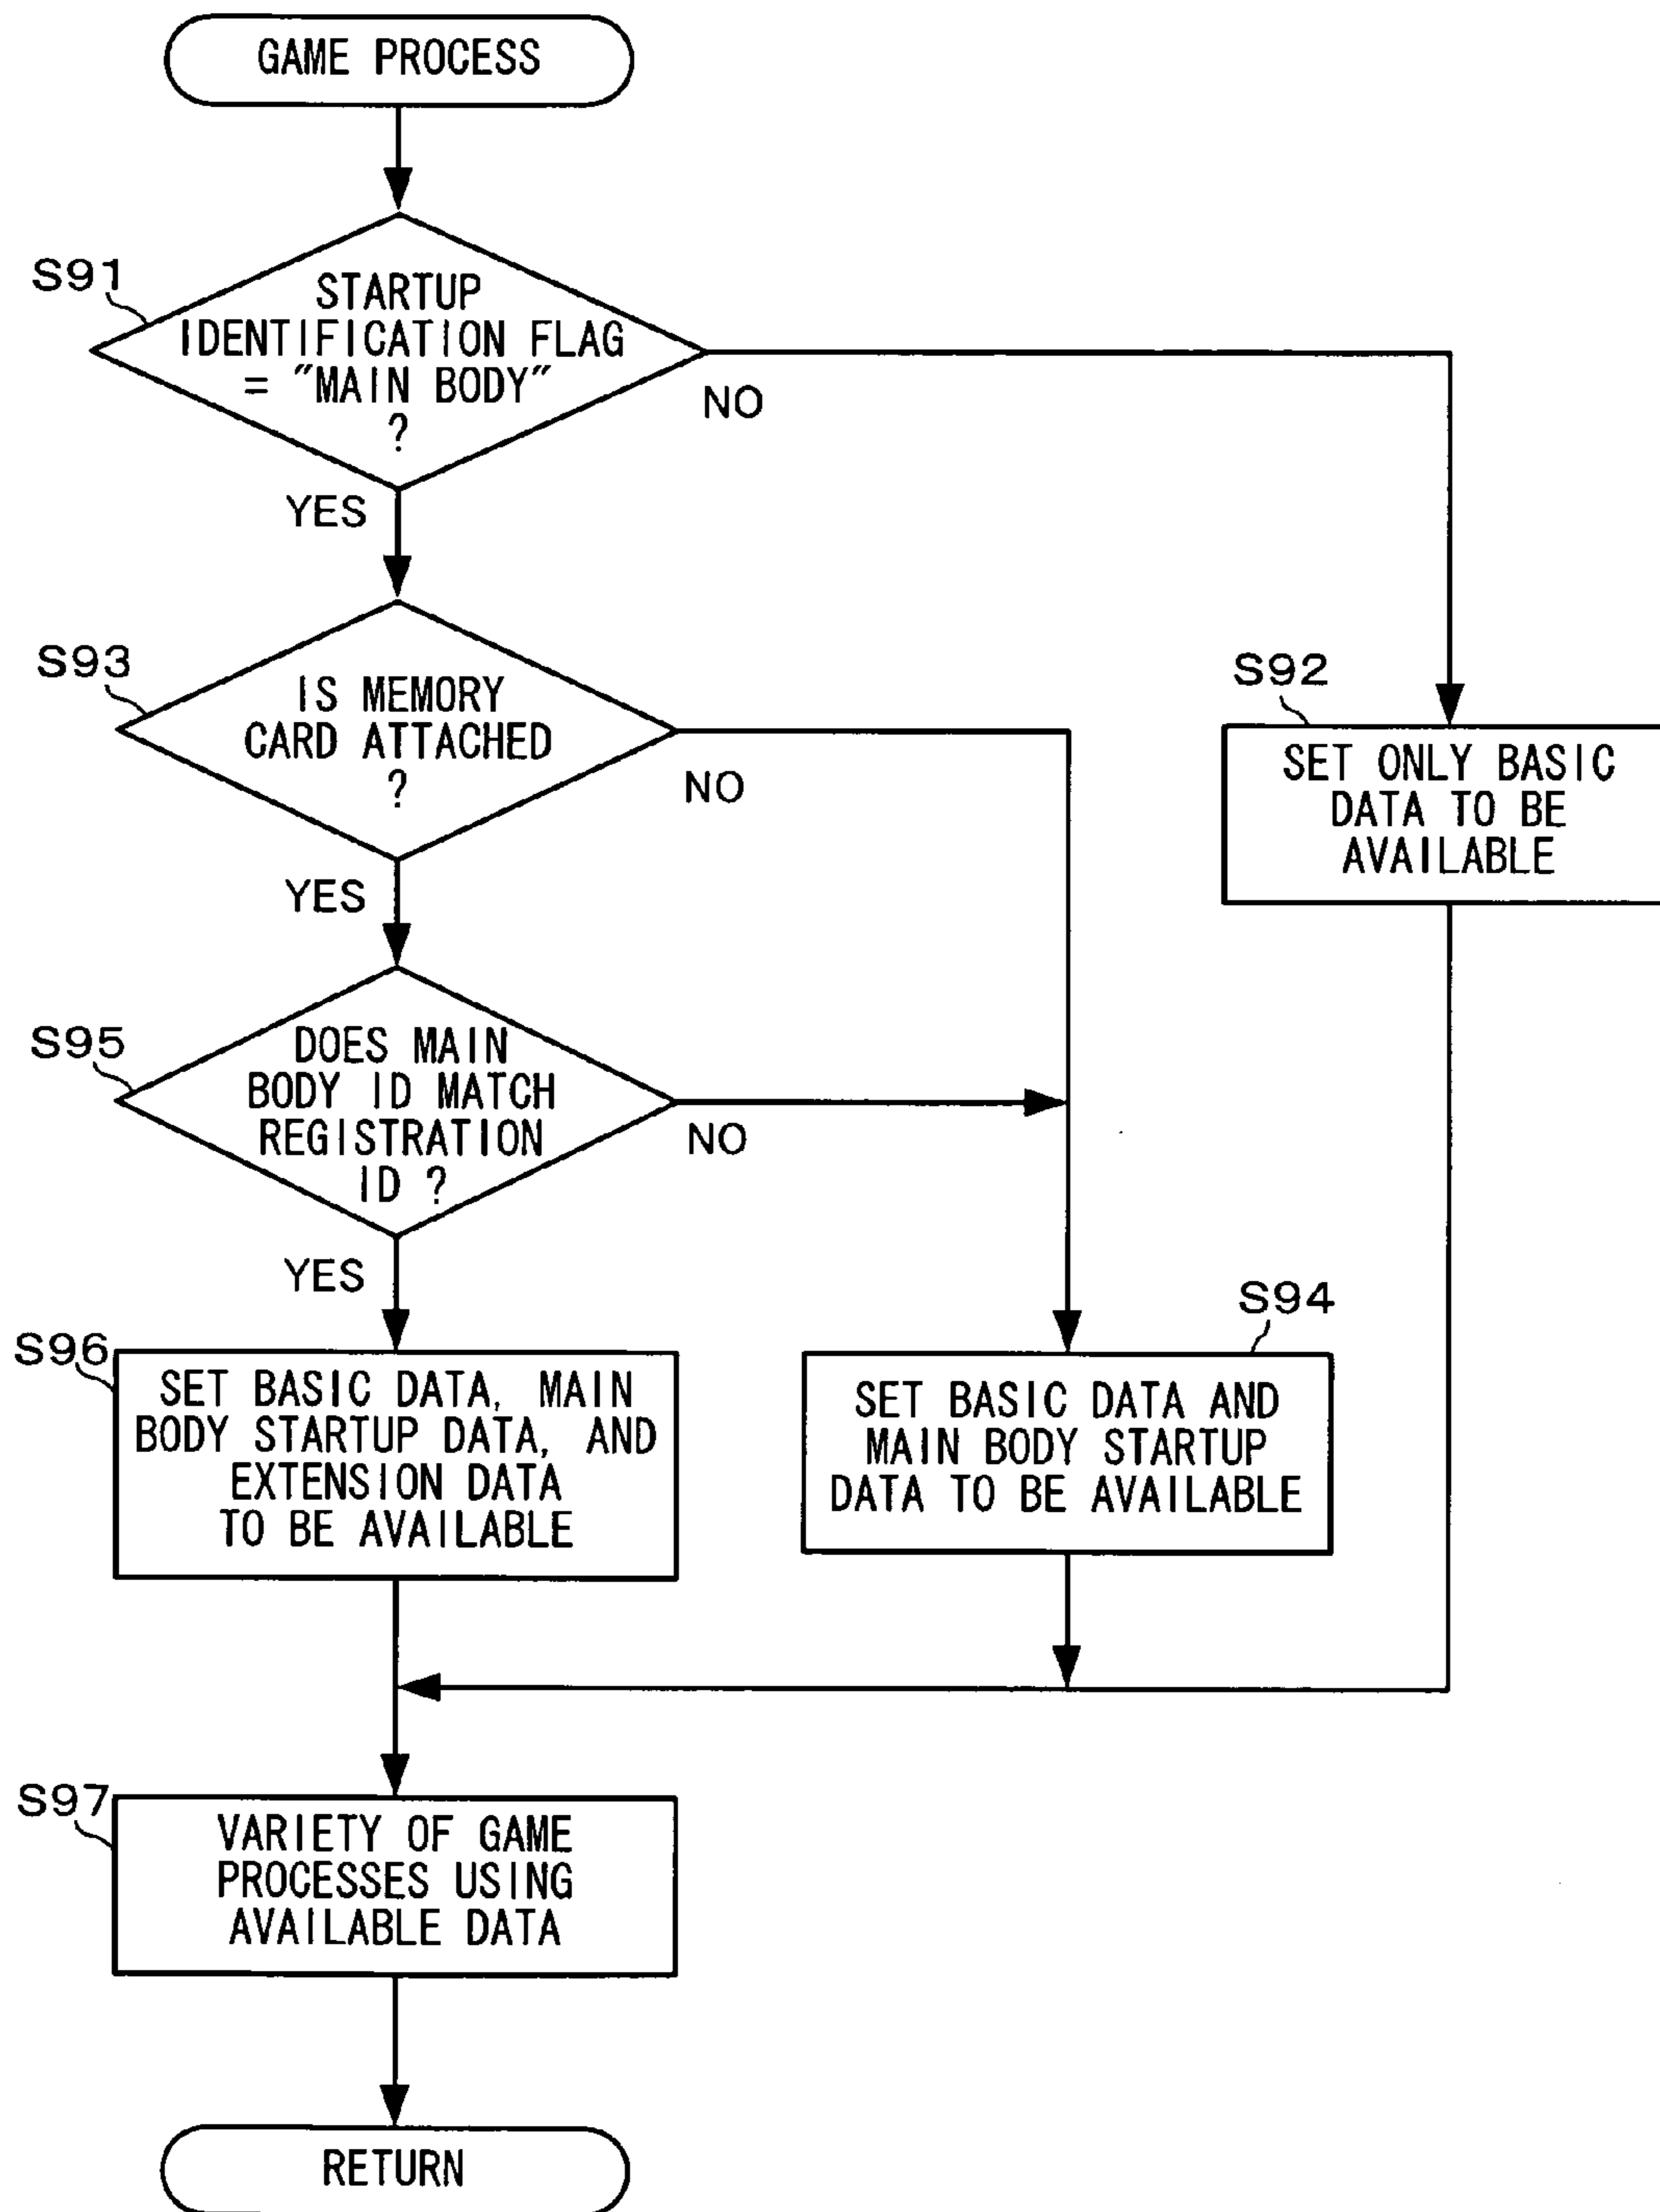 GAME PROCESS
S91
STARTUP
IDENTIFICATION FLAG
= "MAIN BODY"
?
NO
YES
S93
IS MEMORY
CARD ATTACHED
?
NO
YES
S92
SET ONLY BASIC
DATA TO BE
AVAILABLE
S95
DOES MAIN
BODY ID MATCH
REGISTRATION
ID ?
NO
YES
S96
SET BASIC DATA, MAIN
BODY STARTUP DATA, AND
EXTENSION DATA
TO BE AVAILABLE
S94
SET BASIC DATA AND
MAIN BODY STARTUP
DATA TO BE AVAILABLE
S97
VARIETY OF GAME
PROCESSES USING
AVAILABLE DATA
RETURN